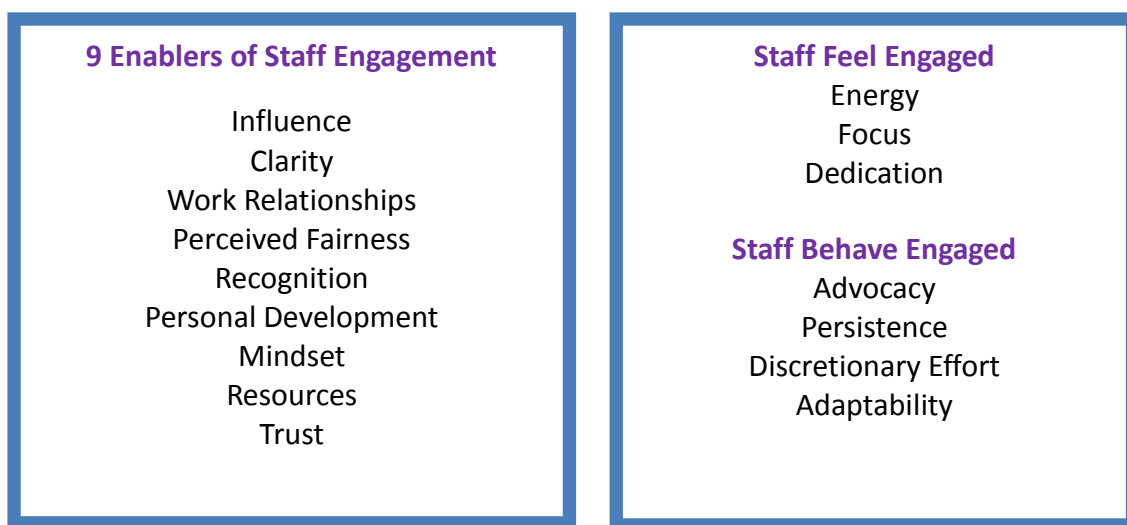 9 Enablers of Staff Engagement
Influence
Clarity
Work Relationships
Perceived Fairness
Recognition
Personal Development
Mindset
Resources
Trust
Staff Feel Engaged
Energy
Focus
Dedication
Staff Behave Engaged
Advocacy
Persistence
Discretionary Effort
Adaptability